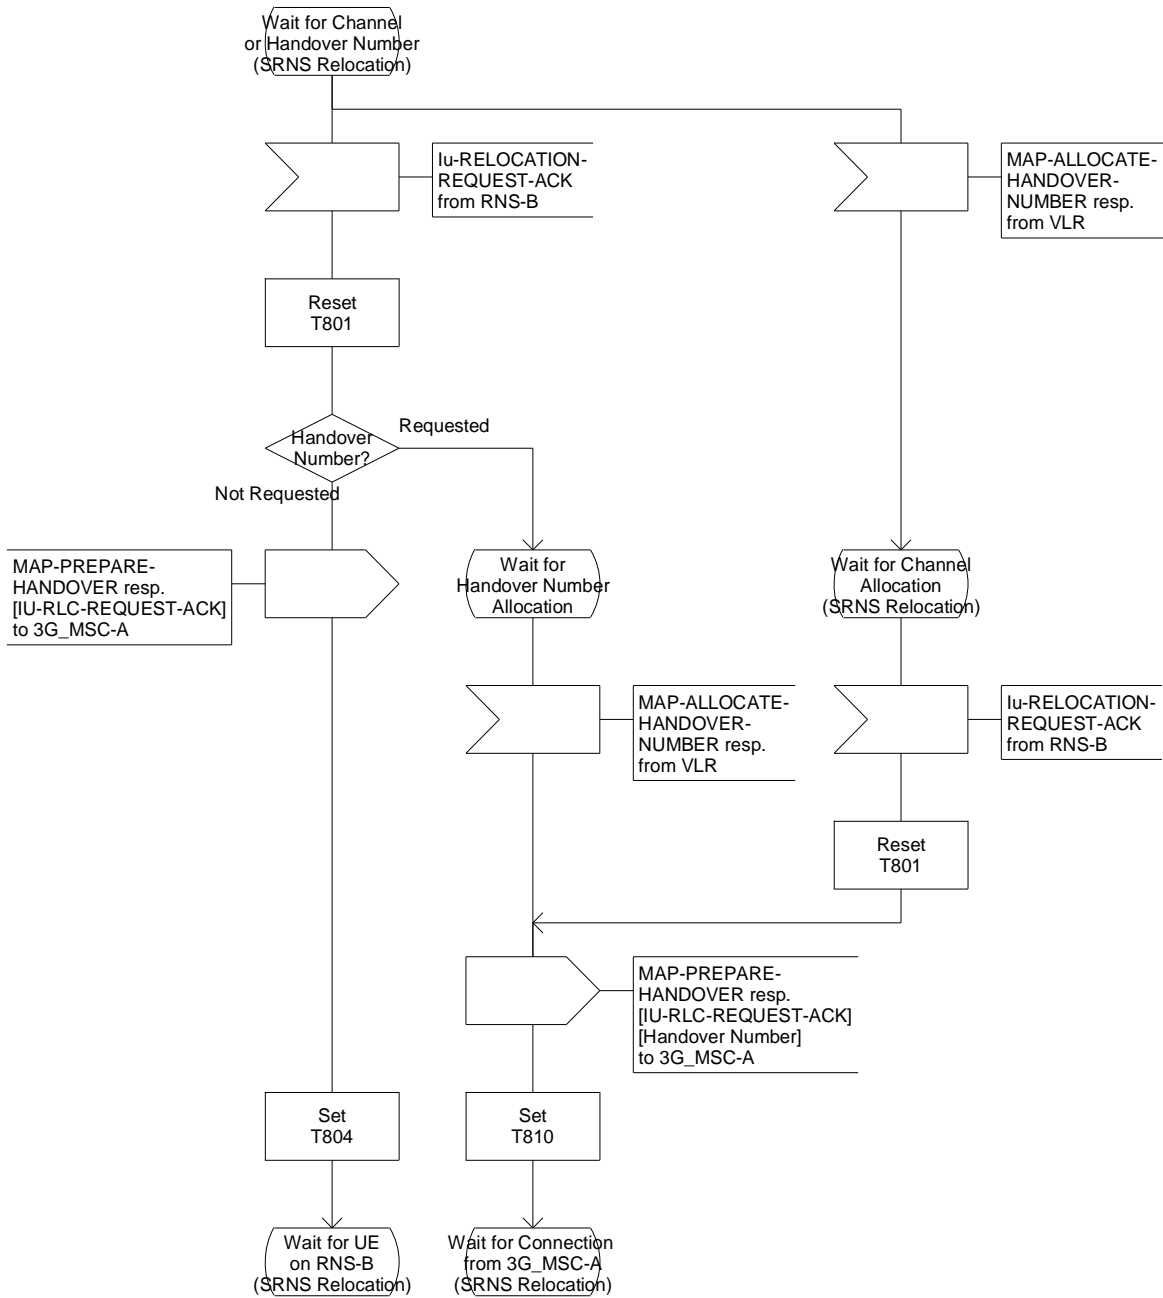 Wait for Channel
or Handover Number
(SRNS Relocation)
Iu-RELOCATION-
REQUEST-ACK
from RNS-B
MAP-ALLOCATE-
HANDOVER-
NUMBER resp.
from VLR
Reset
T801
Handover
Number?
Requested
Not Requested
MAP-PREPARE-
HANDOVER resp.
[IU-RLC-REQUEST-ACK]
to 3G_MSC-A
Wait for
Handover Number
Allocation
Wait for Channel
Allocation
(SRNS Relocation)
MAP-ALLOCATE-
HANDOVER-
NUMBER resp.
from VLR
Iu-RELOCATION-
REQUEST-ACK
from RNS-B
Reset
T801
MAP-PREPARE-
HANDOVER resp.
[IU-RLC-REQUEST-ACK]
[Handover Number]
to 3G_MSC-A
Set
T804
Set
T810
Wait for UE
on RNS-B
(SRNS Relocation)
Wait for Connection
from 3G_MSC-A
(SRNS Relocation)